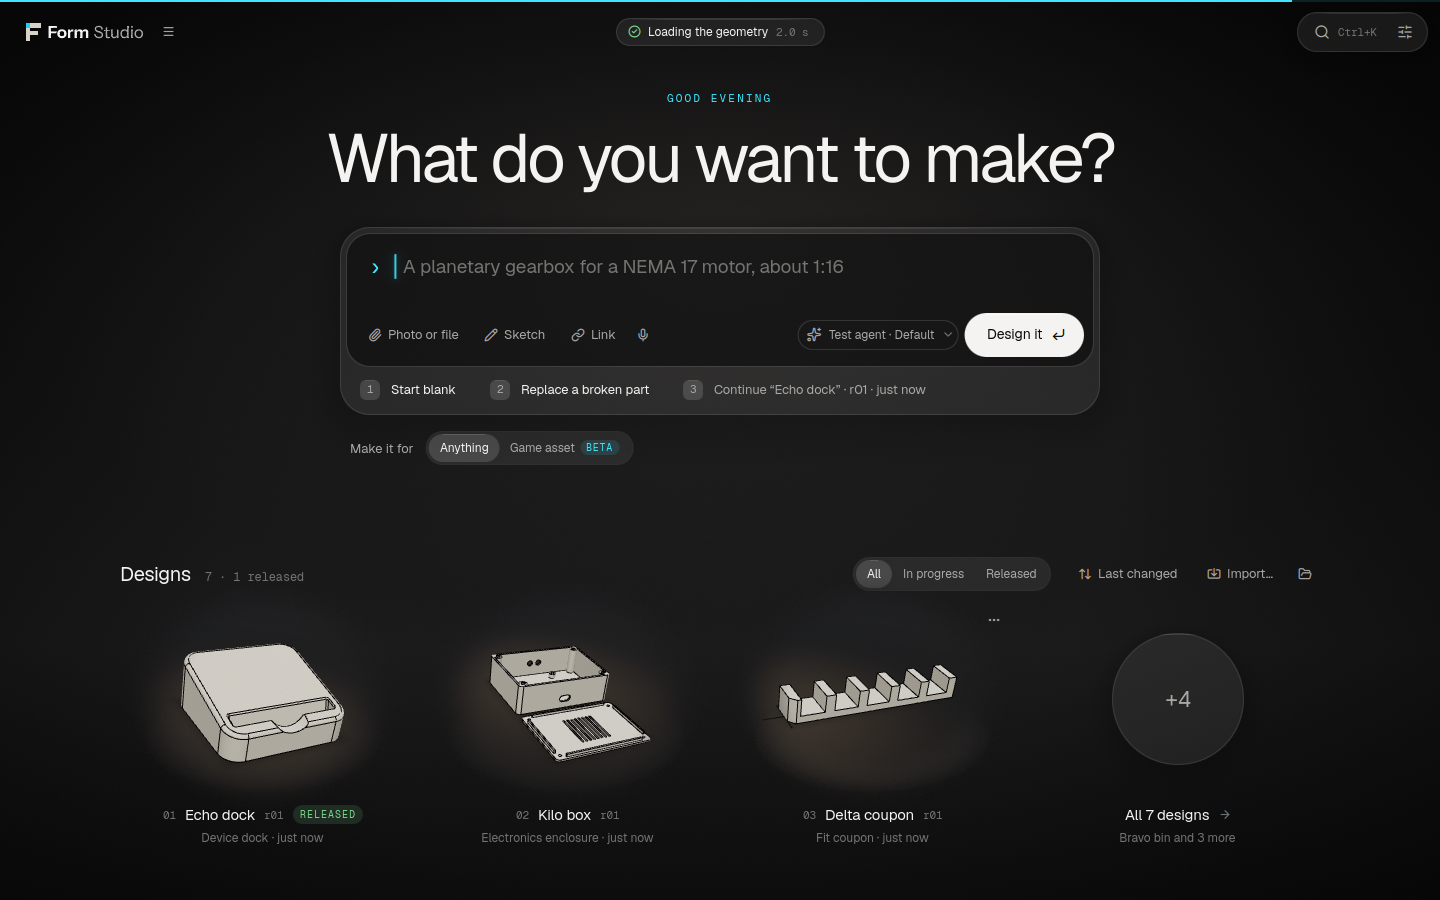 Form Studio
Loading the geometry 2.0 s
Ctrl+K
GOOD EVENING
What do you want to make?
A planetary gearbox for a NEMA 17 motor, about 1:16
Photo or file Sketch Link Test agent · Default Design it
1 Start blank 2 Replace a broken part 3 Continue “Echo dock” · r01 · just now
Make it for Anything Game asset BETA
Designs 7 · 1 released All In progress Released Last changed Import…
+4
01 Echo dock r01 RELEASED
Device dock · just now
02 Kilo box r01
Electronics enclosure · just now
03 Delta coupon r01
Fit coupon · just now
All 7 designs →
Bravo bin and 3 more